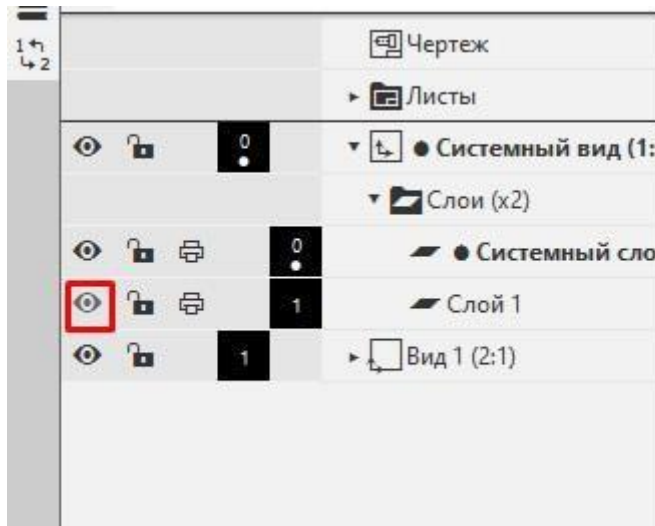 1
2
Чертеж
Листы
0 Системный вид (1:
Слои (x2)
0 Системный сло
1 Слой 1
1 Вид 1 (2:1)